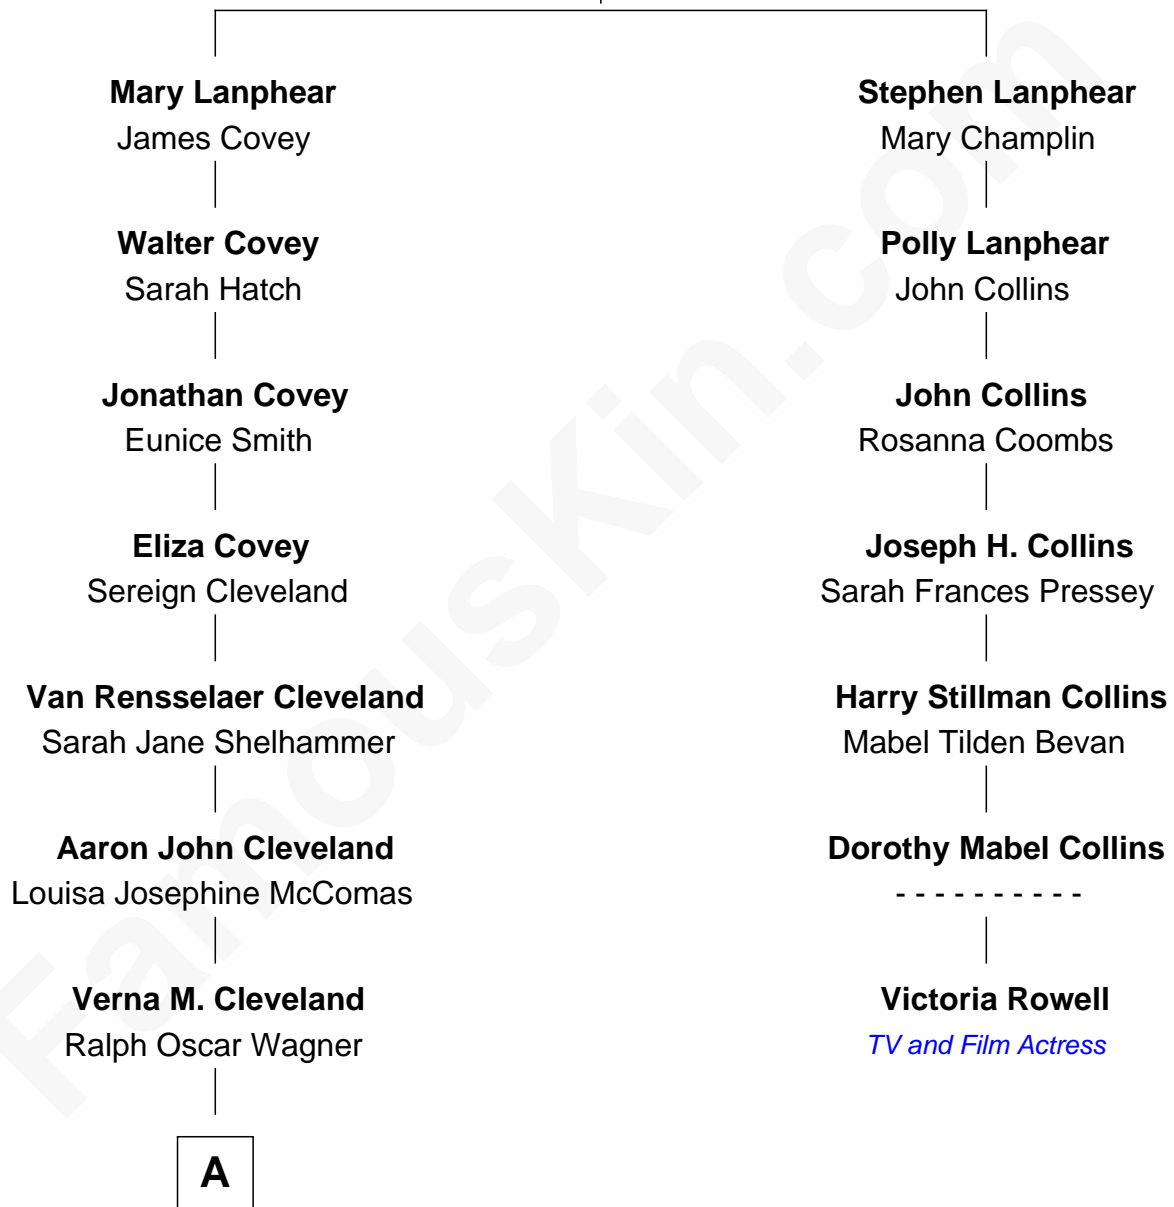 Mary Lanphear
James Covey
Walter Covey
Sarah Hatch
Jonathan Covey
Eunice Smith
Eliza Covey
Sereign Cleveland
Van Rensselaer Cleveland
Sarah Jane Shelhammer
Aaron John Cleveland
Louisa Josephine McComas
Verna M. Cleveland
Ralph Oscar Wagner
A
Stephen Lanphear
Mary Champlin
Polly Lanphear
John Collins
John Collins
Rosanna Coombs
Joseph H. Collins
Sarah Frances Pressey
Harry Stillman Collins
Mabel Tilden Bevan
Dorothy Mabel Collins
- - - - - - - - - -
Victoria Rowell
TV and Film Actress
FamousKin.com